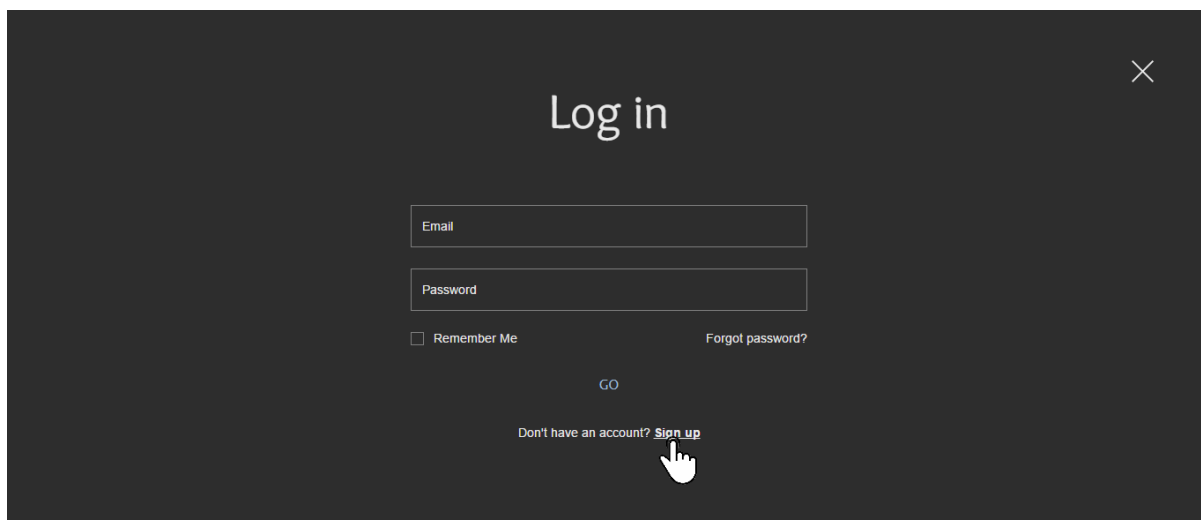 Log in
Email
Password
Remember Me Forgot password?
GO
Don't have an account? Sign up